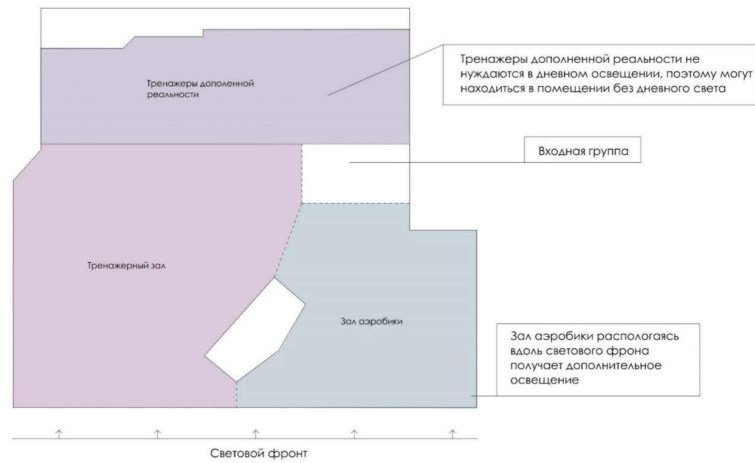 Тренажеры дополненной реальности не
нуждаются в дневном освещении, поэтому могут
находиться в помещении без дневного света
Тренажеры дополенной
реальности
Входная группа
Тренажерный зал
Зал аэробики
Зал аэробики распологаясь
вдоль светового фрона
получает дополнительное
освещение
Световой фронт